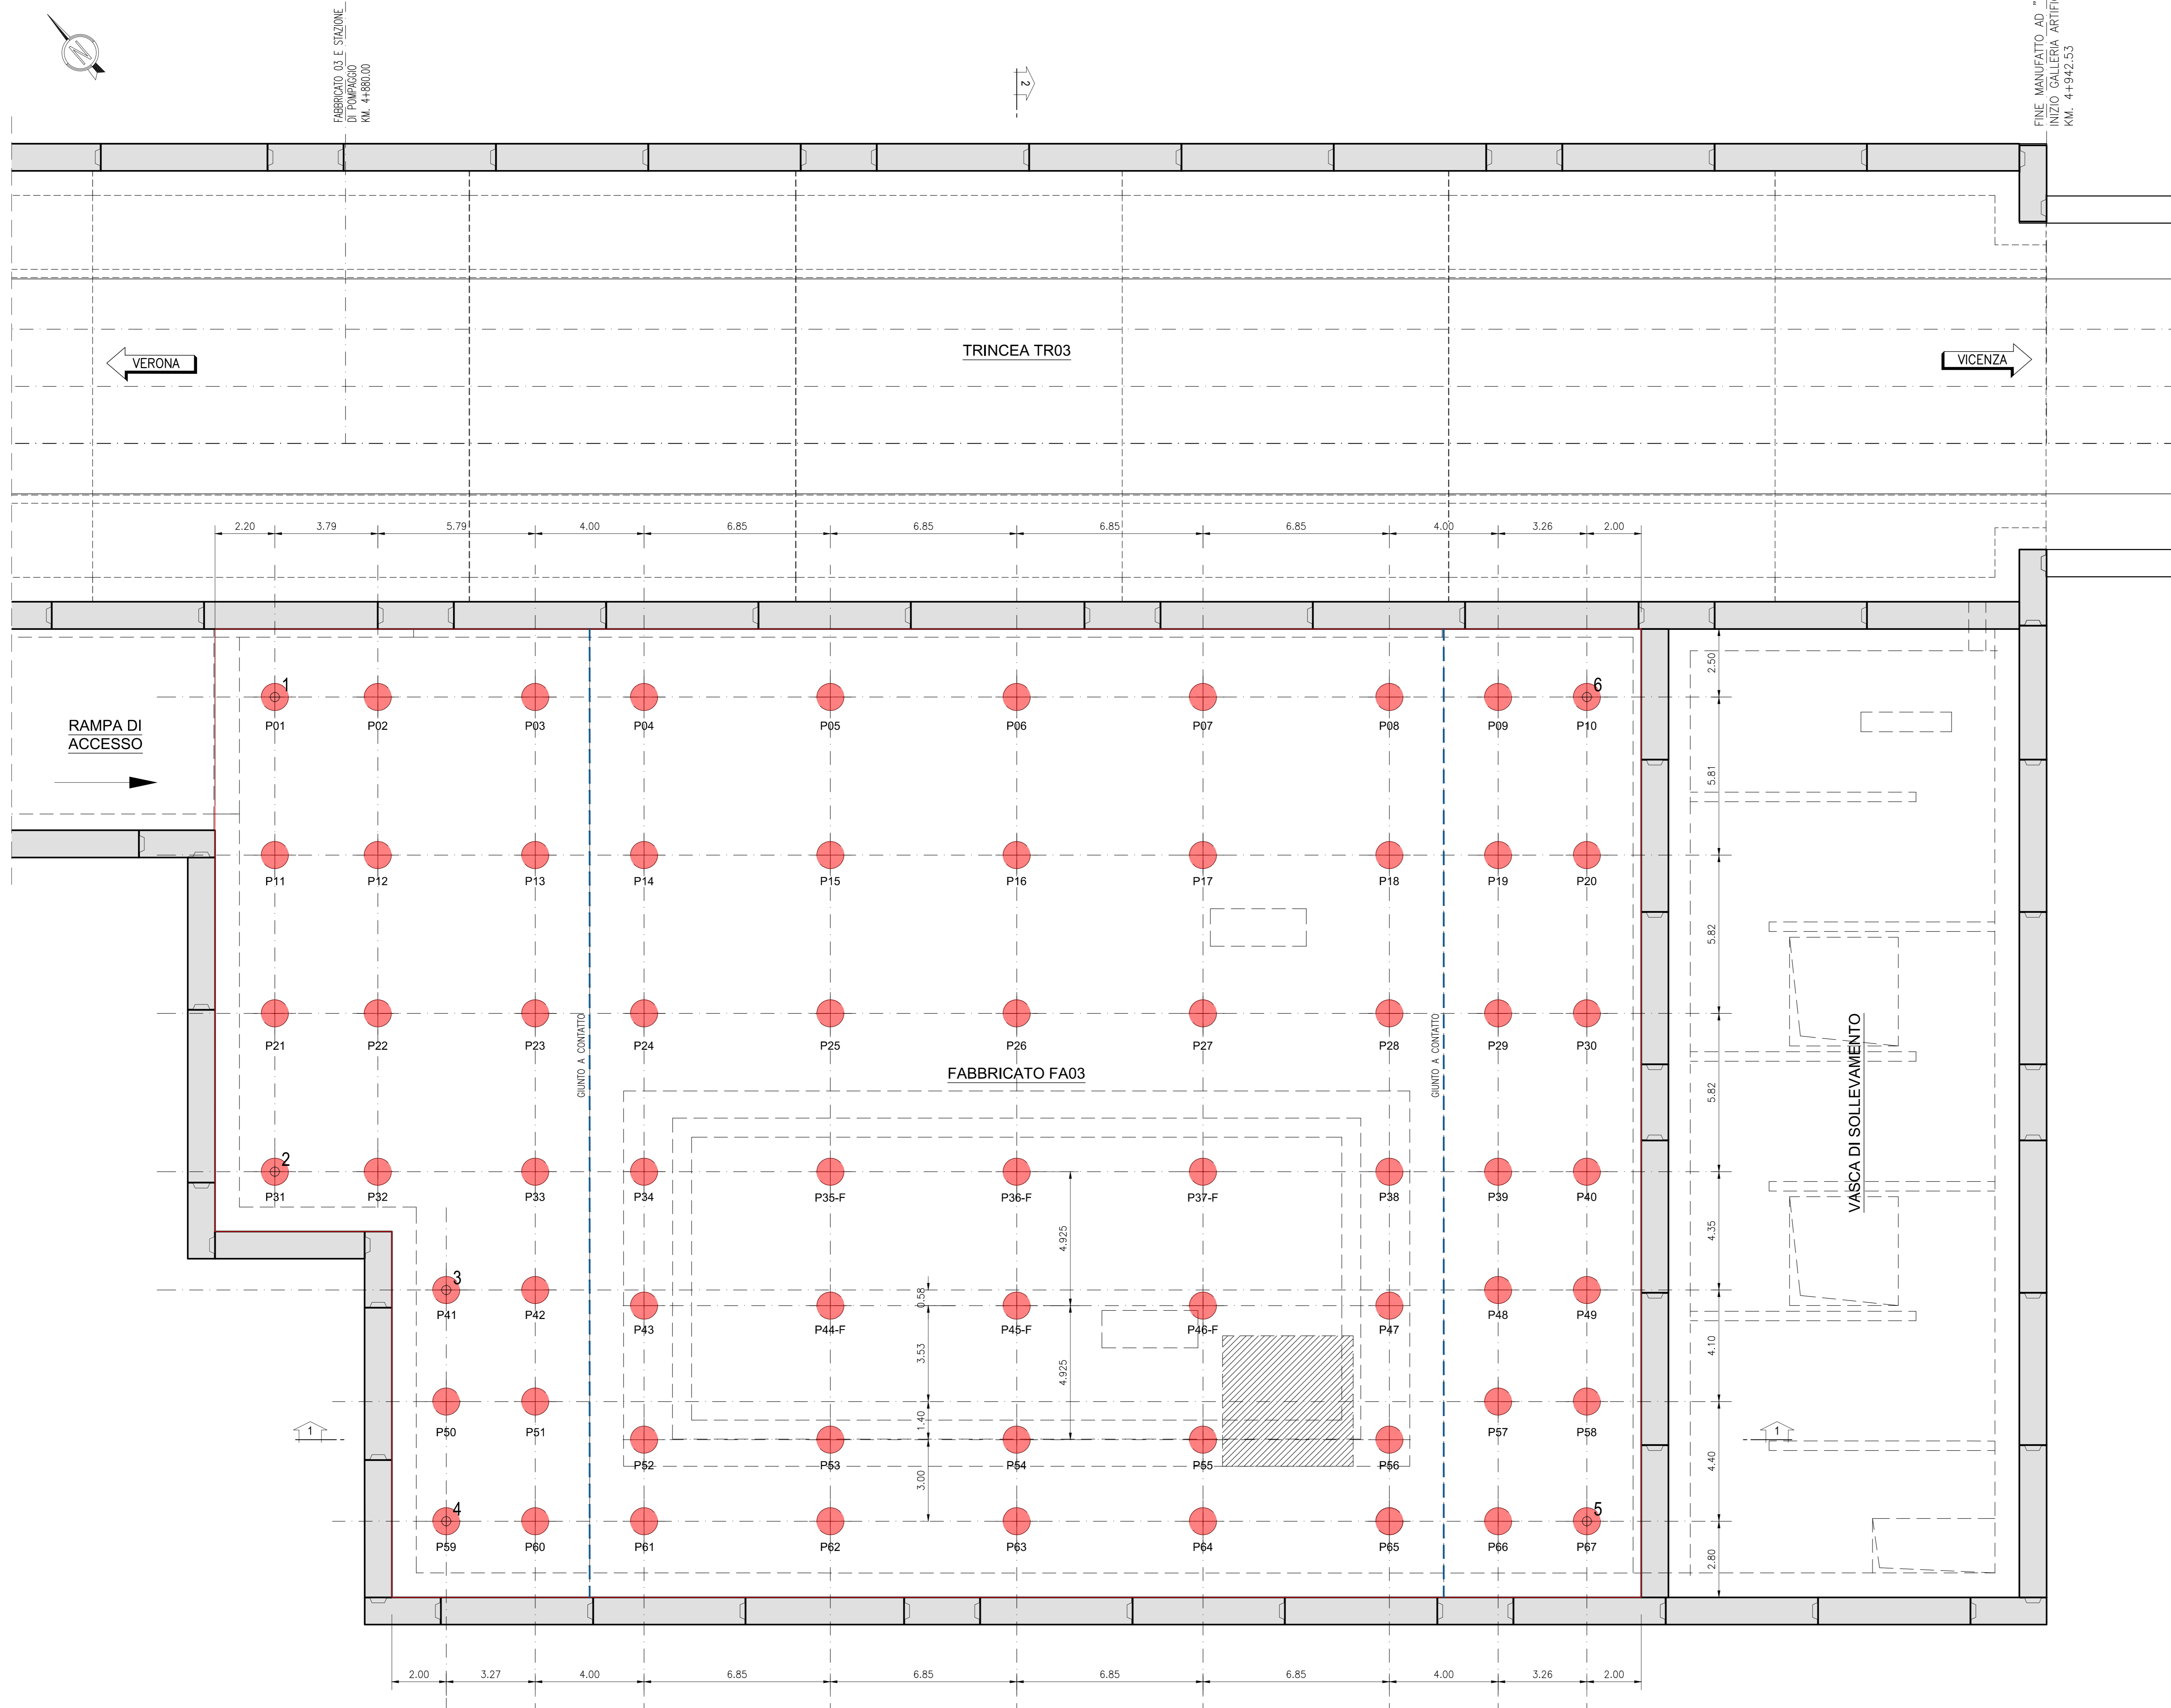 N
FABBRICATO 03 E STAZIONE
DI POMPAGGIO
KM. 4+880.00
2
FINE MANUFATTO AD "
INIZIO GALLERIA
KM. 4+942.53
VERONA
TRINCEA TR03
VICENZA
2.20 3.79 5.79 4.00 6.85 6.85 6.85 6.85 4.00 3.26 2.00
2.50
1 6
P01 P02 P03 P04 P05 P06 P07 P08 P09 P10
RAMPA DI
ACCESSO
5.81
P11 P12 P13 P14 P15 P16 P17 P18 P19 P20
5.82
P21 P22 P23 P24 P25 P26 P27 P28 P29 P30
GIUNTO A CONTATTO
GIUNTO A CONTATTO
FABBRICATO FA03
VASCA DI SOLLEVAMENTO
5.82
2
P31 P32 P33 P34 P35-F P36-F P37-F P38 P39 P40
4.925
4.35
0.58
3
P41 P42 P43 P44-F P45-F P46-F P47 P48 P49
3.53
4.925
4.10
1.40
P50 P51 P57 P58
1 1
P52 P53 P54 P55 P56
3.00
4.40
4 5
P59 P60 P61 P62 P63 P64 P65 P66 P67
2.80
2.00 3.27 4.00 6.85 6.85 6.85 6.85 4.00 3.26 2.00